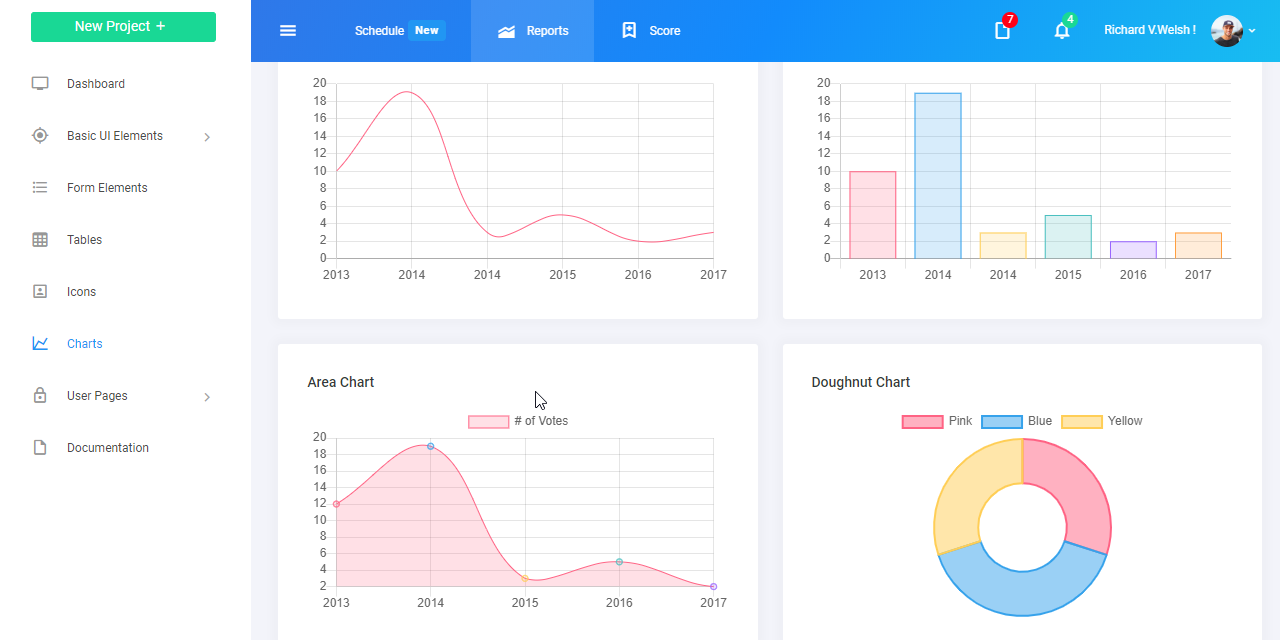 New Project +
Dashboard
Basic UI Elements
Form Elements
Tables
Icons
Charts
User Pages
Documentation
Schedule New
Reports
Score
7
4
Richard V.Welsh !
20
18
16
14
12
10
8
6
4
2
0
2013 2014 2014 2015 2016 2017
20
18
16
14
12
10
8
6
4
2
0
2013 2014 2014 2015 2016 2017
Area Chart
# of Votes
20
18
16
14
12
10
8
6
4
2
2013 2014 2015 2016 2017
Doughnut Chart
Pink Blue Yellow